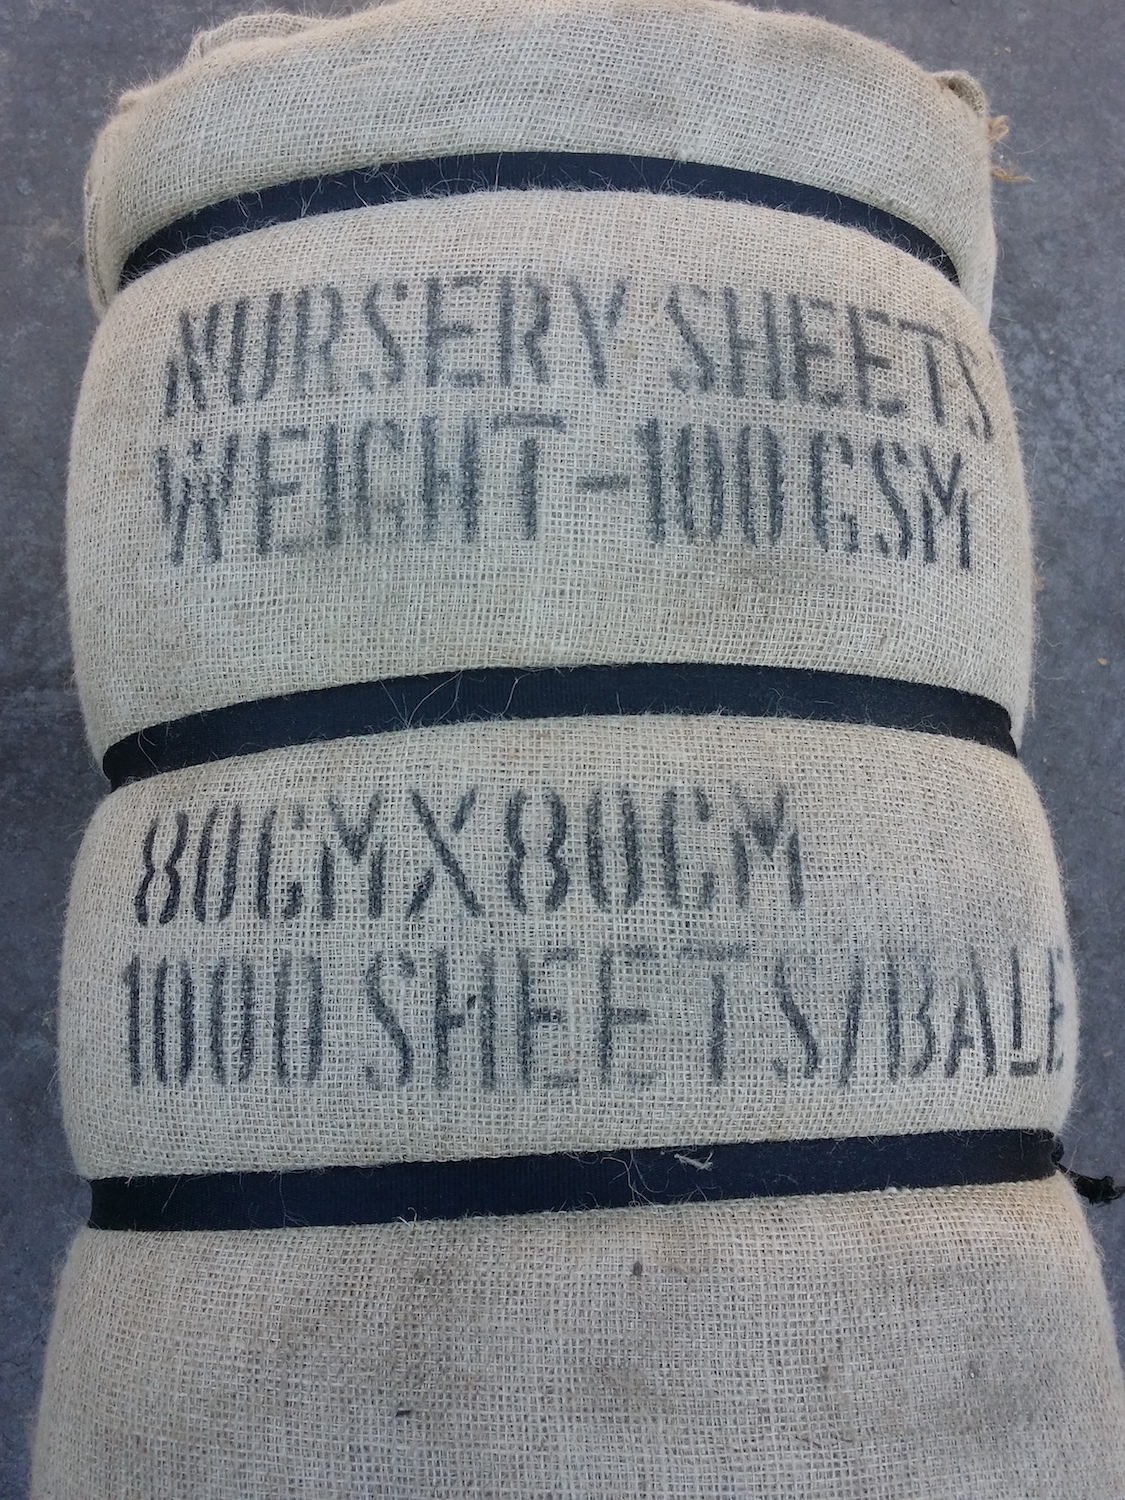 NURSERY SHEETS
WEIGHT-100GSM
80CMX80CM
1000 SHEETS/BALE